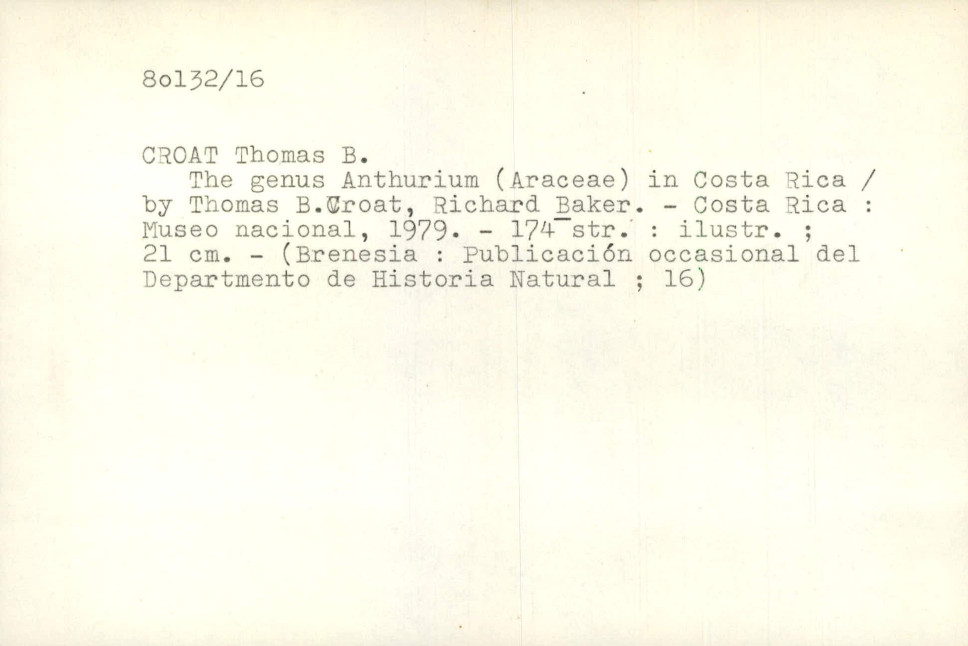 80132/16
CROAT Thomas B.
The genus Anthurium (Araceae) in Costa Rica /
by Thomas B.Croat, Richard Baker. - Costa Rica :
Museo nacional, 1979. - 174 str. : ilustr. ;
21 cm. - (Brenesia : Publicación occasional del
Departmento de Historia Natural ; 16)